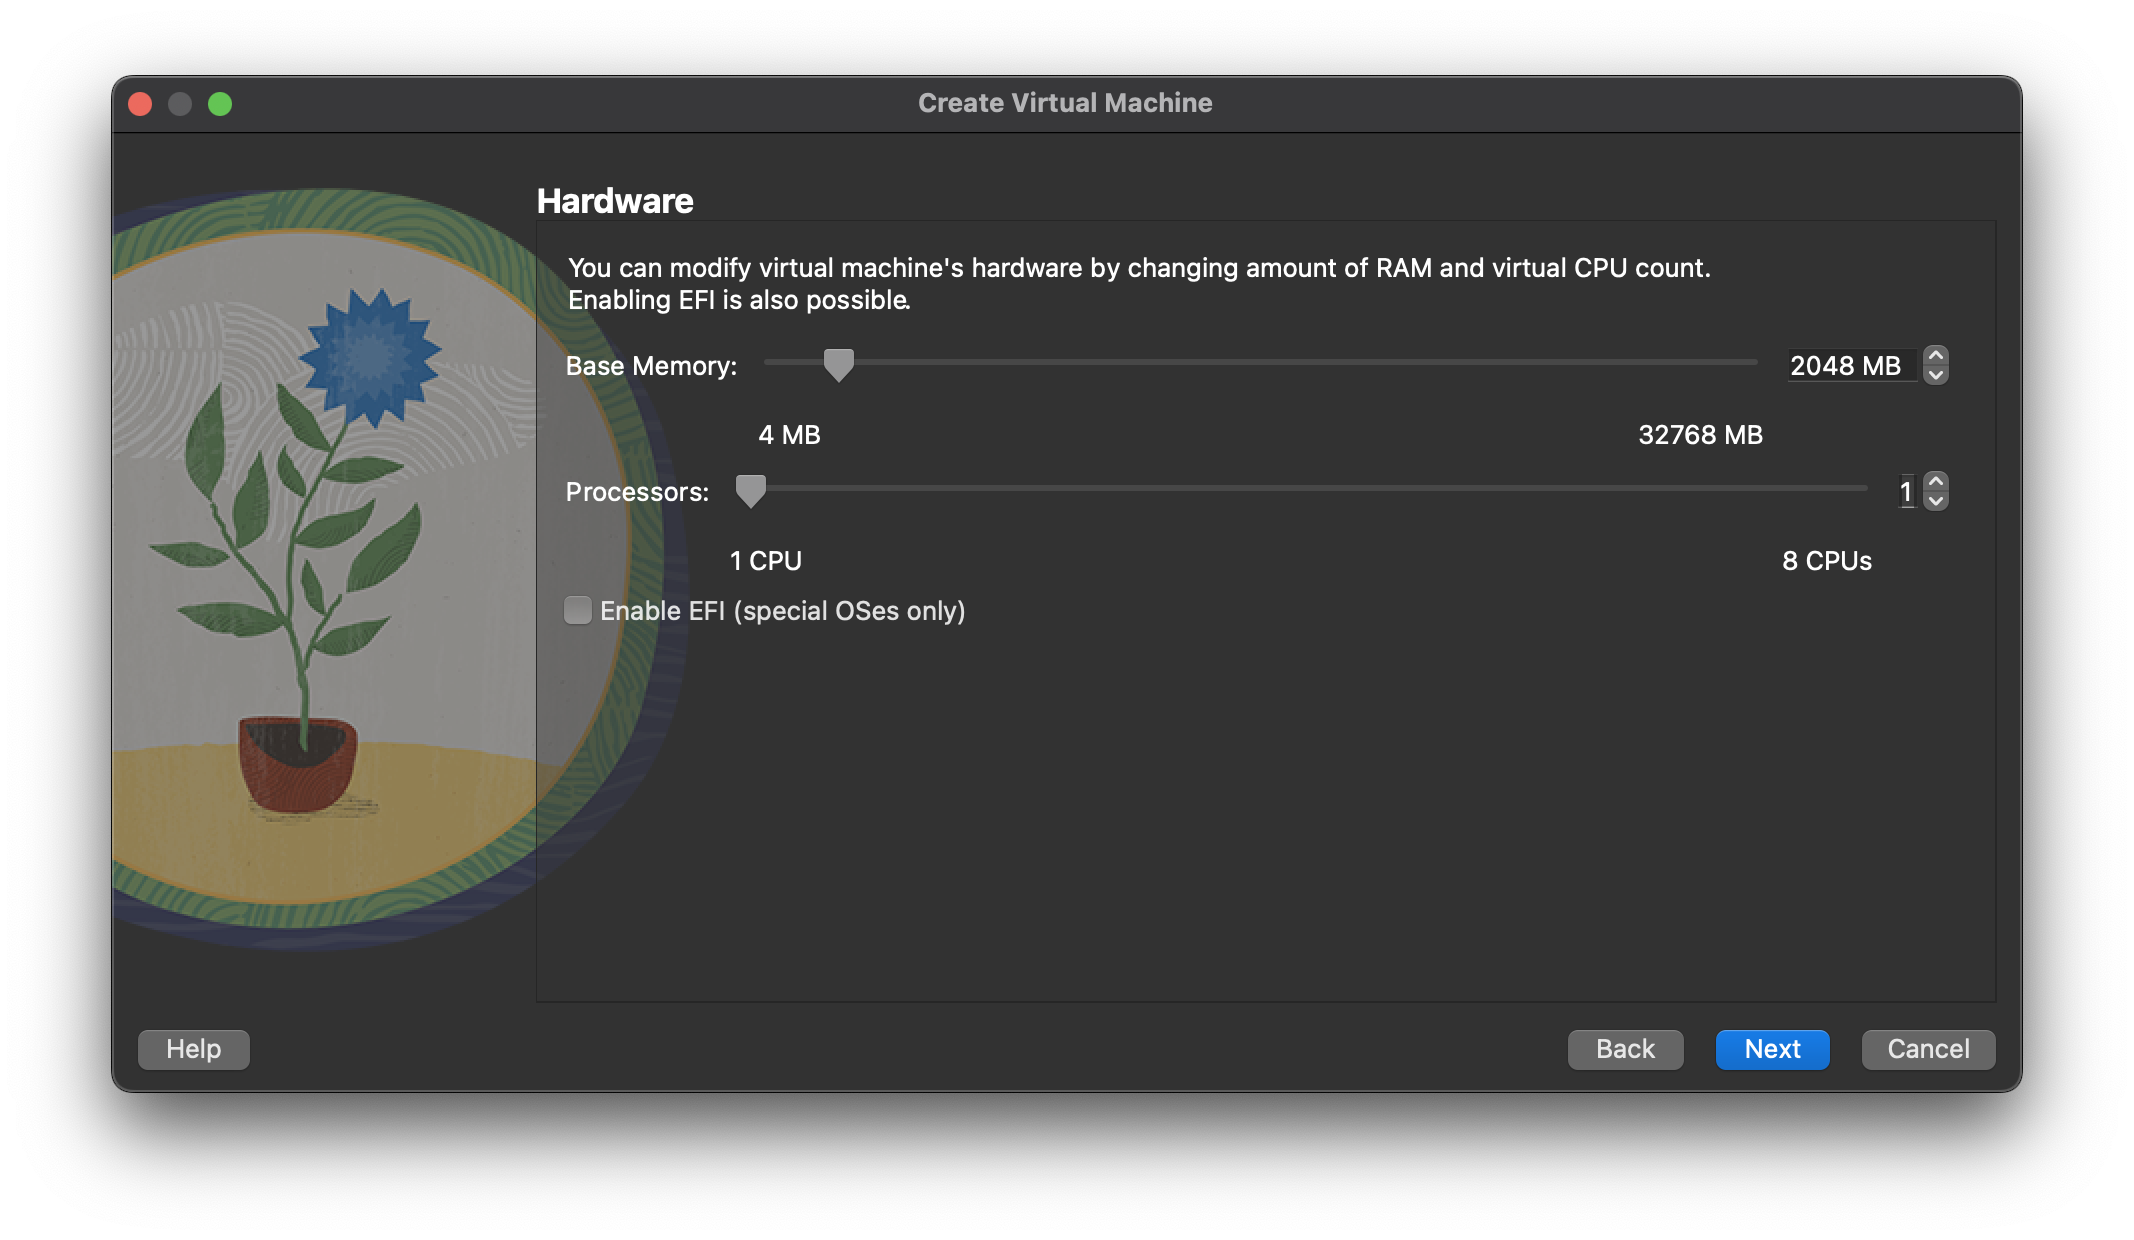 Create Virtual Machine
Hardware
You can modify virtual machine's hardware by changing amount of RAM and virtual CPU count.
Enabling EFI is also possible.
Base Memory: 2048 MB
4 MB 32768 MB
Processors: 1
1 CPU 8 CPUs
Enable EFI (special OSes only)
Help Back Next Cancel